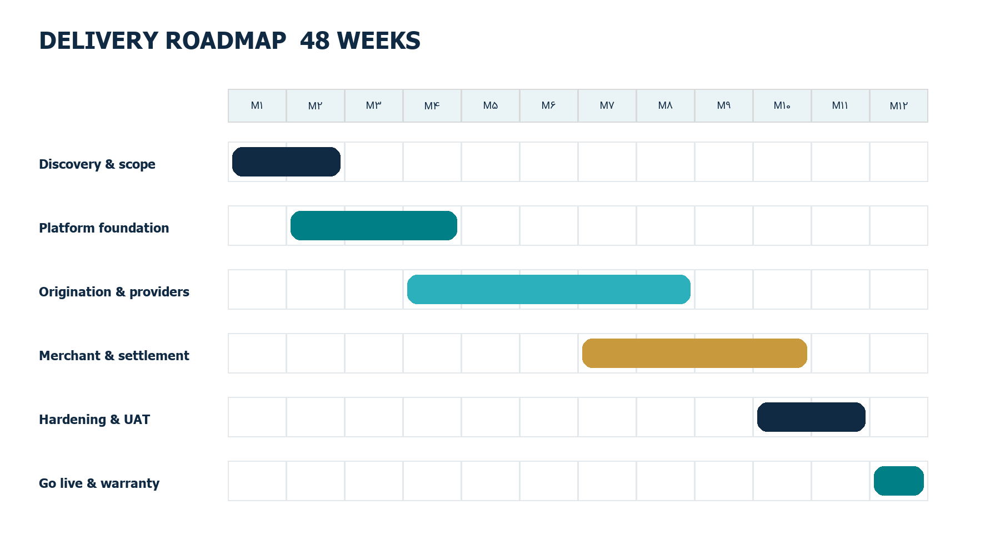 DELIVERY ROADMAP 48 WEEKS
M۱ M۲ M۳ M۴ M۵ M۶ M۷ M۸ M۹ M۱۰ M۱۱ M۱۲
Discovery & scope
Platform foundation
Origination & providers
Merchant & settlement
Hardening & UAT
Go live & warranty